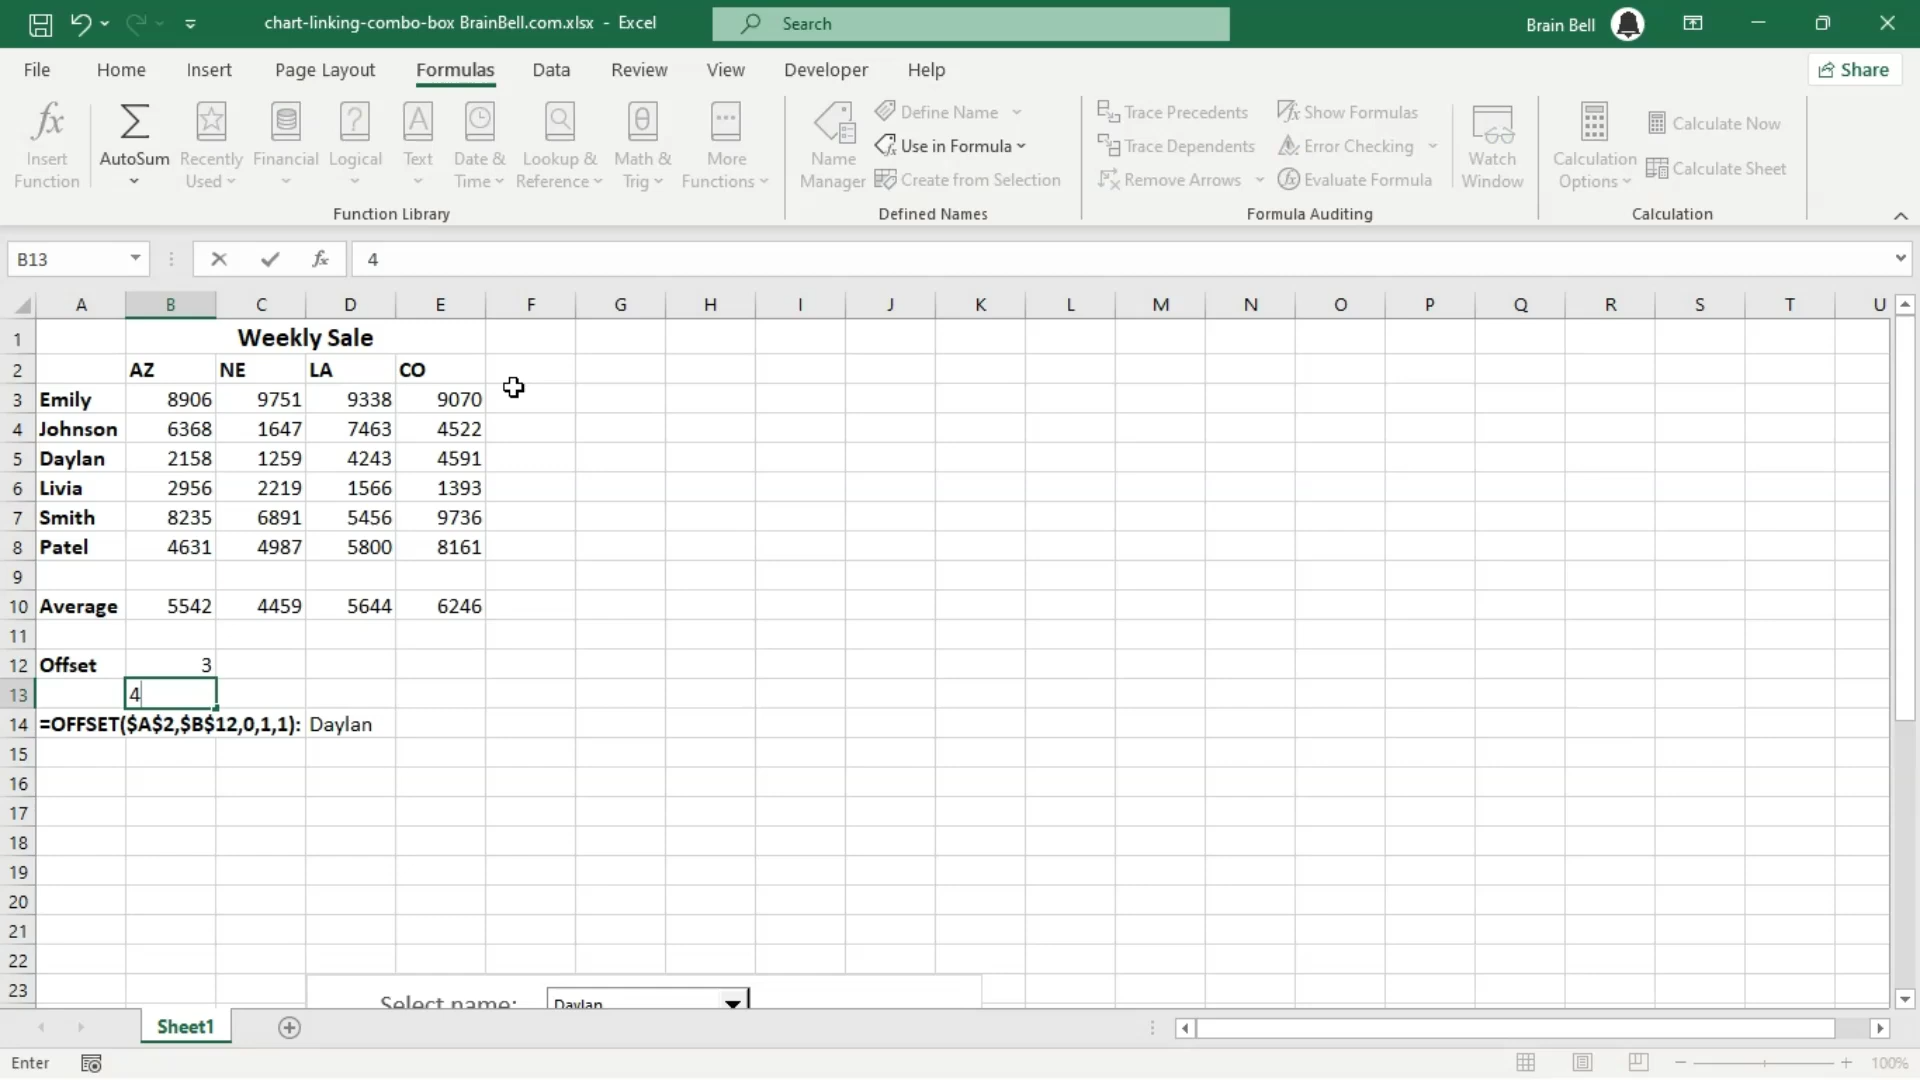 chart-linking-combo-box BrainBell.com.xlsx - Excel
Search
Brain Bell
File Home Insert Page Layout Formulas Data Review View Developer Help
Share
Insert Function
AutoSum
Recently Used
Financial
Logical
Text
Date & Time
Lookup & Reference
Math & Trig
More Functions
Function Library
Name Manager
Define Name
Use in Formula
Create from Selection
Defined Names
Trace Precedents
Trace Dependents
Remove Arrows
Show Formulas
Error Checking
Evaluate Formula
Formula Auditing
Watch Window
Calculation Options
Calculate Now
Calculate Sheet
Calculation
B13 fx 4
A B C D E F G H I J K L M N O P Q R S T U
1 Weekly Sale
2 AZ NE LA CO
3 Emily 8906 9751 9338 9070
4 Johnson 6368 1647 7463 4522
5 Daylan 2158 1259 4243 4591
6 Livia 2956 2219 1566 1393
7 Smith 8235 6891 5456 9736
8 Patel 4631 4987 5800 8161
9
10 Average 5542 4459 5644 6246
11
12 Offset 3
13 4
14 =OFFSET($A$2,$B$12,0,1,1): Daylan
15
16
17
18
19
20
21
22
23 Select name: Daylan
Sheet1
Enter 100%